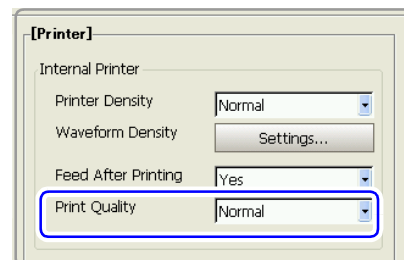 [Printer]
Internal Printer
Printer Density Normal
Waveform Density Settings...
Feed After Printing Yes
Print Quality Normal